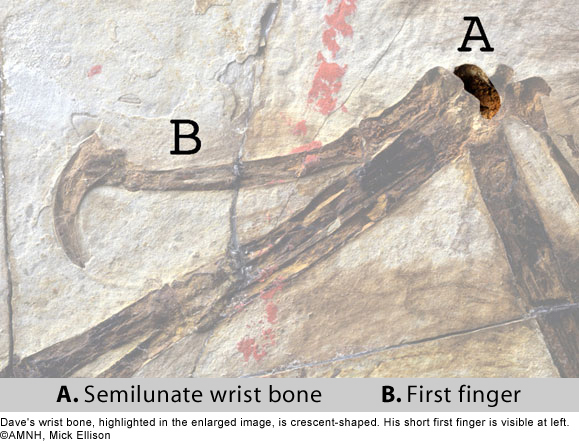 A
B
A. Semilunate wrist bone B. First finger
Dave's wrist bone, highlighted in the enlarged image, is crescent-shaped. His short first finger is visible at left.
©AMNH, Mick Ellison